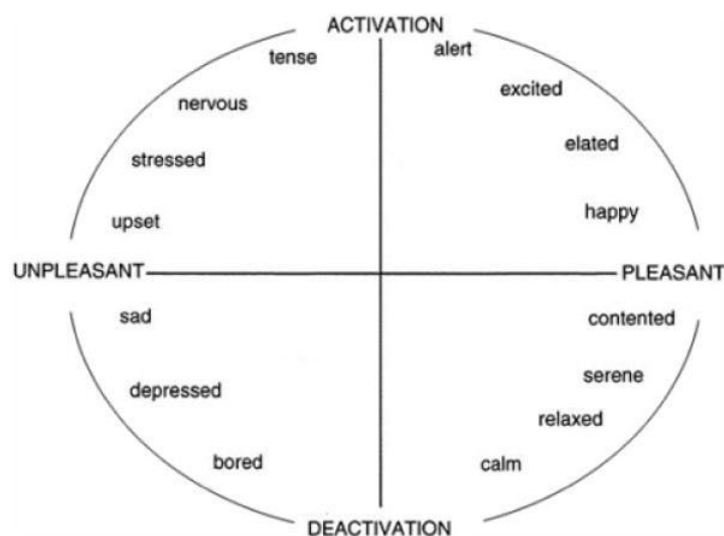 ACTIVATION
tense
alert
nervous
excited
stressed
elated
upset
happy
UNPLEASANT
PLEASANT
sad
contented
depressed
serene
relaxed
bored
calm
DEACTIVATION